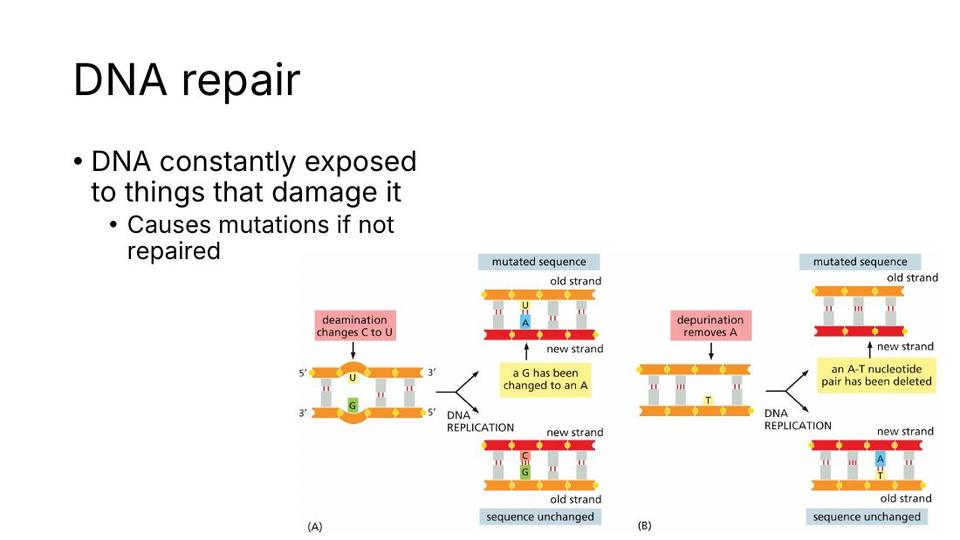 DNA repair
• DNA constantly exposed
to things that damage it
• Causes mutations if not
repaired
mutated sequence
old strand
U
A
new strand
deamination
changes C to U
a G has been
changed to an A
5'
3'
U
G
3'
5'
DNA
REPLICATION
new strand
C
G
old strand
sequence unchanged
(A)
mutated sequence
old strand
new strand
depurination
removes A
an A-T nucleotide
pair has been deleted
T
DNA
REPLICATION
new strand
A
T
old strand
sequence unchanged
(B)